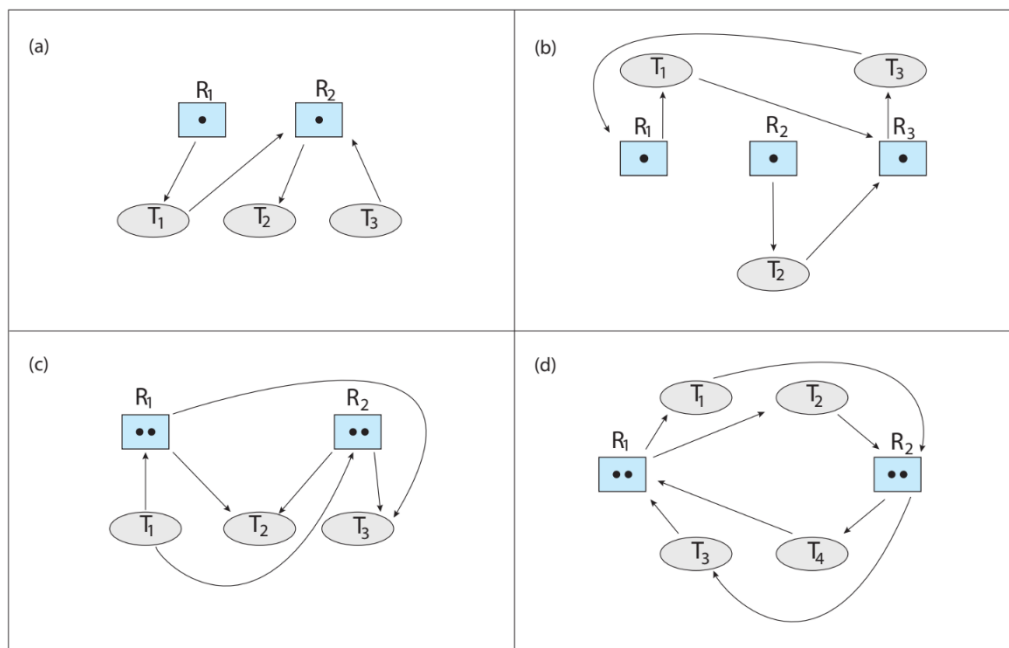 (a)
R1 R2
T1 T2 T3
(b)
T1 T3
R1 R2 R3
T2
(c)
R1 R2
T1 T2 T3
(d)
T1 T2
R1 R2
T3 T4